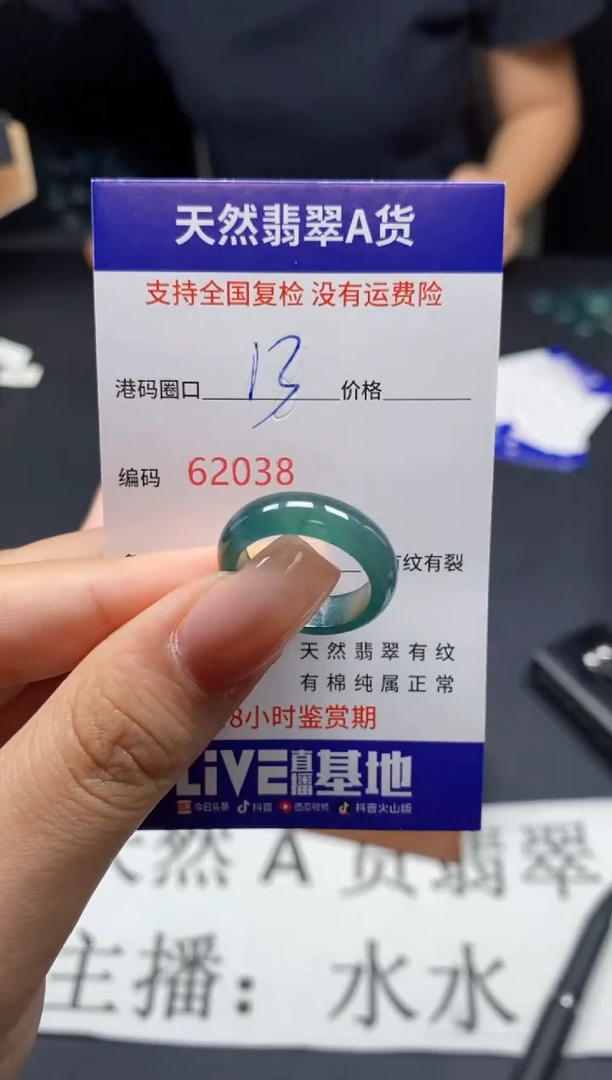 天然翡翠A货
支持全国复检 没有运费险
港码圈口 13 价格
编码 62038
有纹有裂
天然翡翠有纹
有棉纯属正常
8小时鉴赏期
LiVE直播基地
今日头条 抖音 西瓜视频 抖音火山版
天然A货翡翠
主播：水水